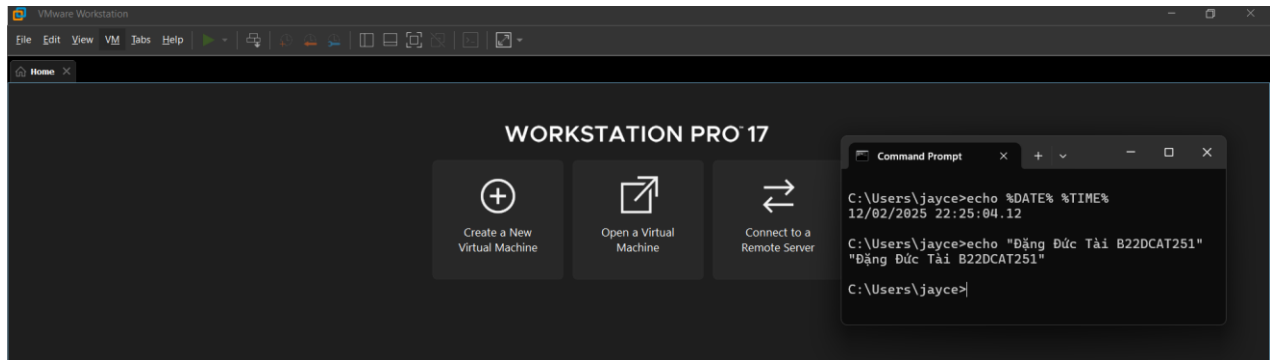 VMware Workstation
File Edit View VM Tabs Help
Home
WORKSTATION PRO™ 17
Create a New
Virtual Machine
Open a Virtual
Machine
Connect to a
Remote Server
Command Prompt
C:\Users\jayce>echo %DATE% %TIME%
12/02/2025 22:25:04.12
C:\Users\jayce>echo "Đặng Đức Tài B22DCAT251"
"Đặng Đức Tài B22DCAT251"
C:\Users\jayce>